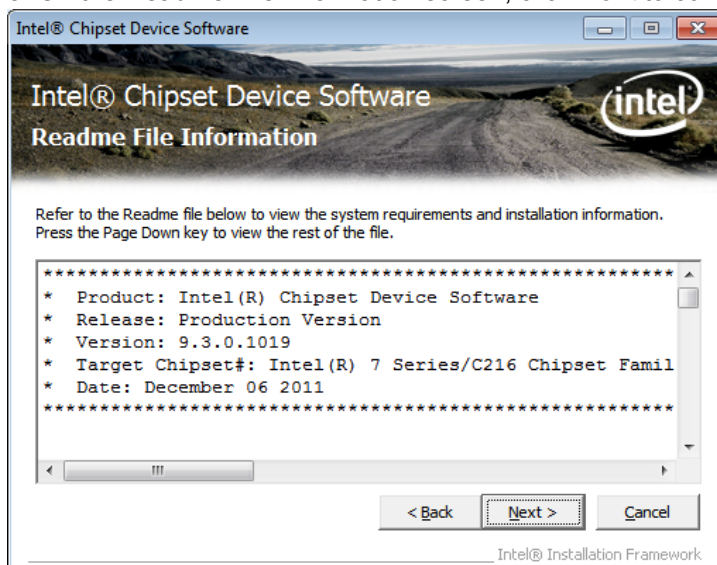 Intel® Chipset Device Software
Intel® Chipset Device Software
intel
Readme File Information
Refer to the Readme file below to view the system requirements and installation information.
Press the Page Down key to view the rest of the file.
********************************************************
* Product: Intel(R) Chipset Device Software
* Release: Production Version
* Version: 9.3.0.1019
* Target Chipset#: Intel(R) 7 Series/C216 Chipset Famil
* Date: December 06 2011
********************************************************
< Back Next > Cancel
Intel® Installation Framework